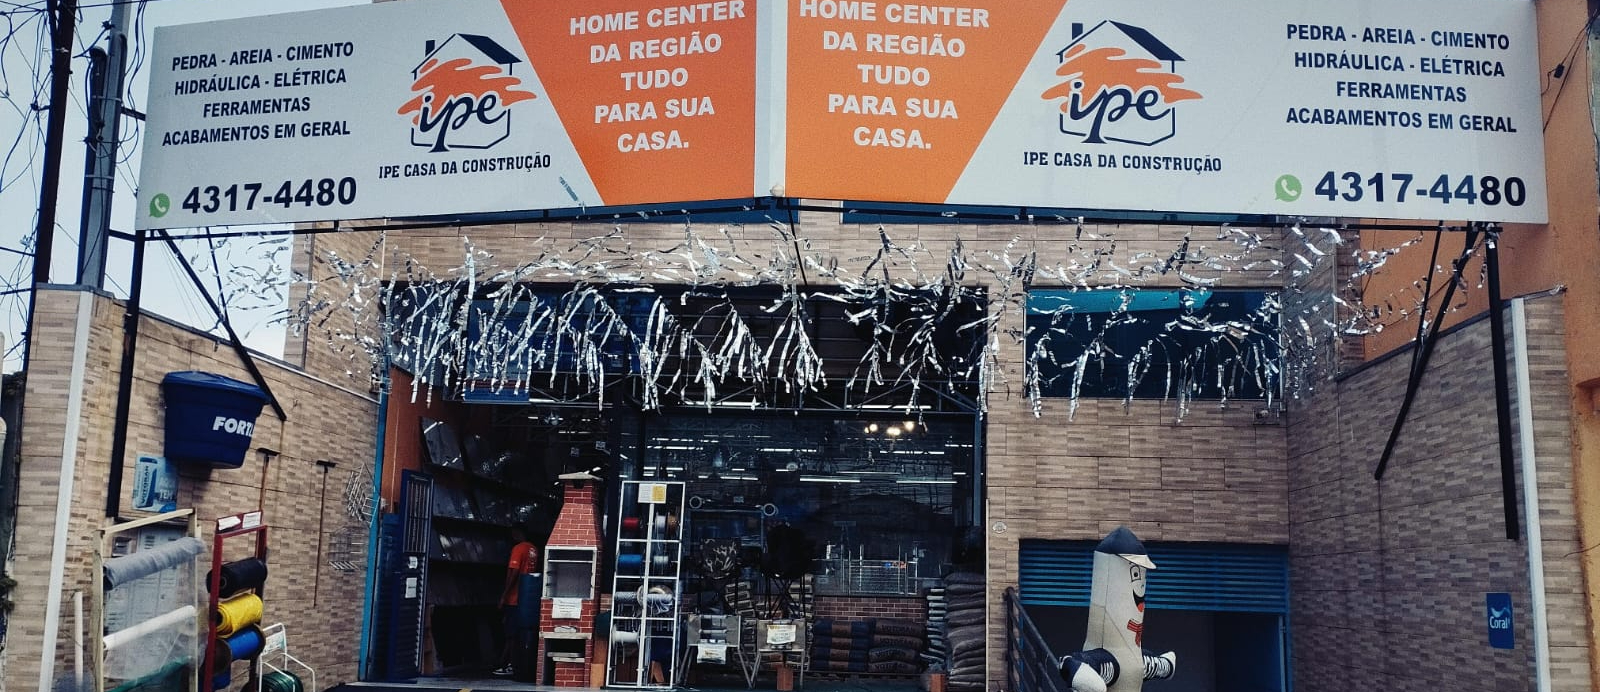 PEDRA - AREIA - CIMENTO
HIDRÁULICA - ELÉTRICA
FERRAMENTAS
ACABAMENTOS EM GERAL
4317-4480
ipe
IPE CASA DA CONSTRUÇÃO
HOME CENTER
DA REGIÃO
TUDO
PARA SUA
CASA.
HOME CENTER
DA REGIÃO
TUDO
PARA SUA
CASA.
ipe
IPE CASA DA CONSTRUÇÃO
PEDRA - AREIA - CIMENTO
HIDRÁULICA - ELÉTRICA
FERRAMENTAS
ACABAMENTOS EM GERAL
4317-4480
Coral